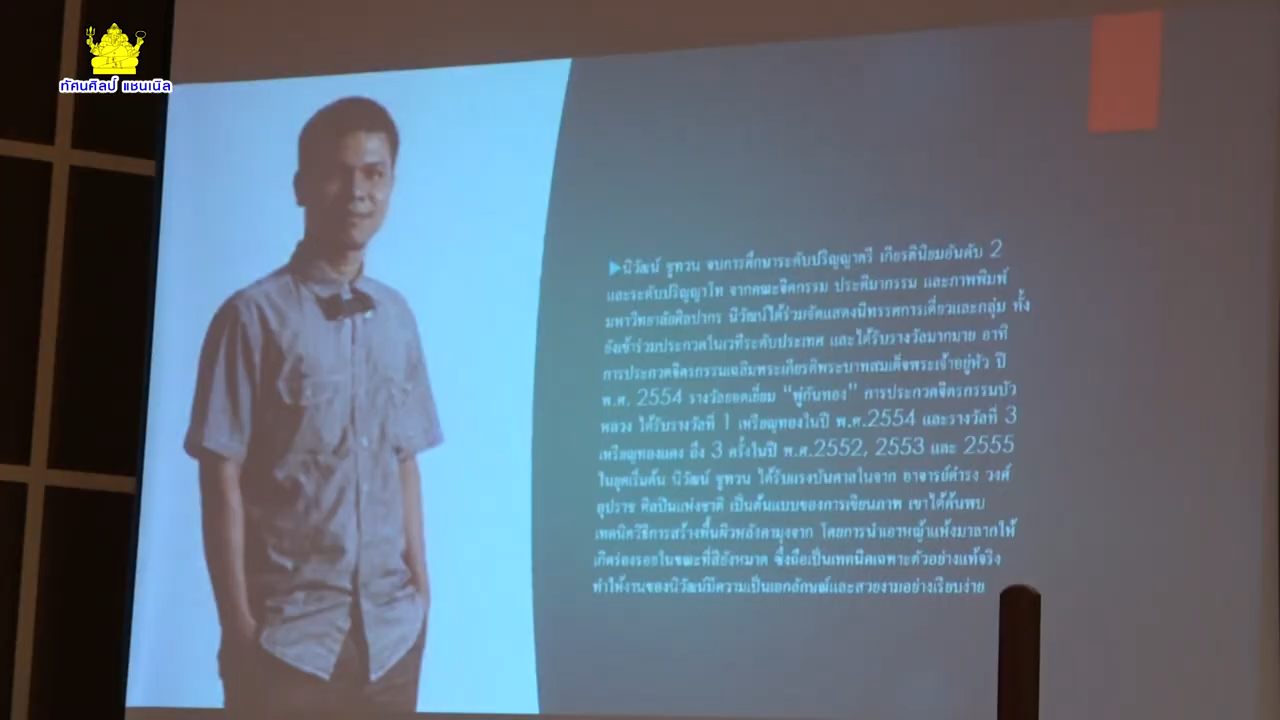 ทัศนศิลป์ แชนเนิล
นิวัฒน์ ชูทวน จบการศึกษาระดับปริญญาตรี เกียรตินิยมอันดับ 2
และระดับปริญญาโท จากคณะจิตกรรม ประติมากรรม และภาพพิมพ์
มหาวิทยาลัยศิลปากร นิวัฒน์ได้ร่วมจัดแสดงนิทรรศการเดี่ยวและกลุ่ม ทั้ง
ยังเข้าร่วมประกวดในเวทีระดับประเทศ และได้รับรางวัลมากมาย อาทิ
การประกวดจิตรกรรมเฉลิมพระเกียรติพระบาทสมเด็จพระเจ้าอยู่หัว ปี
พ.ศ. 2554 รางวัลยอดเยี่ยม "พู่กันทอง" การประกวดจิตรกรรมบัว
หลวง ได้รับรางวัลที่ 1 เหรียญทองในปี พ.ศ.2554 และรางวัลที่ 3
เหรียญทองแดง ถึง 3 ครั้งในปี พ.ศ.2552, 2553 และ 2555
ในยุคเริ่มต้น นิวัฒน์ ชูทวน ได้รับแรงบันดาลใจจาก อาจารย์ดำรง วงศ์
อุปราช ศิลปินแห่งชาติ เป็นต้นแบบของการเขียนภาพ เขาได้ค้นพบ
เทคนิควิธีการสร้างพื้นผิวหลังคามุงจาก โดยการนำเอาหญ้าแห้งมาลากให้
เกิดร่องรอยในขณะที่สียังหมาด ซึ่งถือเป็นเทคนิคเฉพาะตัวอย่างแท้จริง
ทำให้งานของนิวัฒน์มีความเป็นเอกลักษณ์และสวยงามอย่างเรียบง่าย